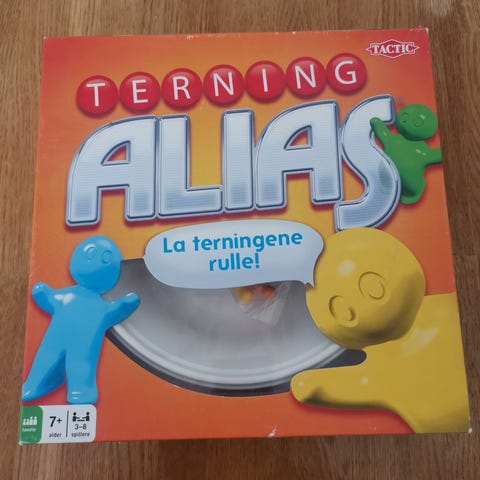 TACTIC
TERNING
ALIAS
La terningene
rulle!
7+
alder
3-8
spillere